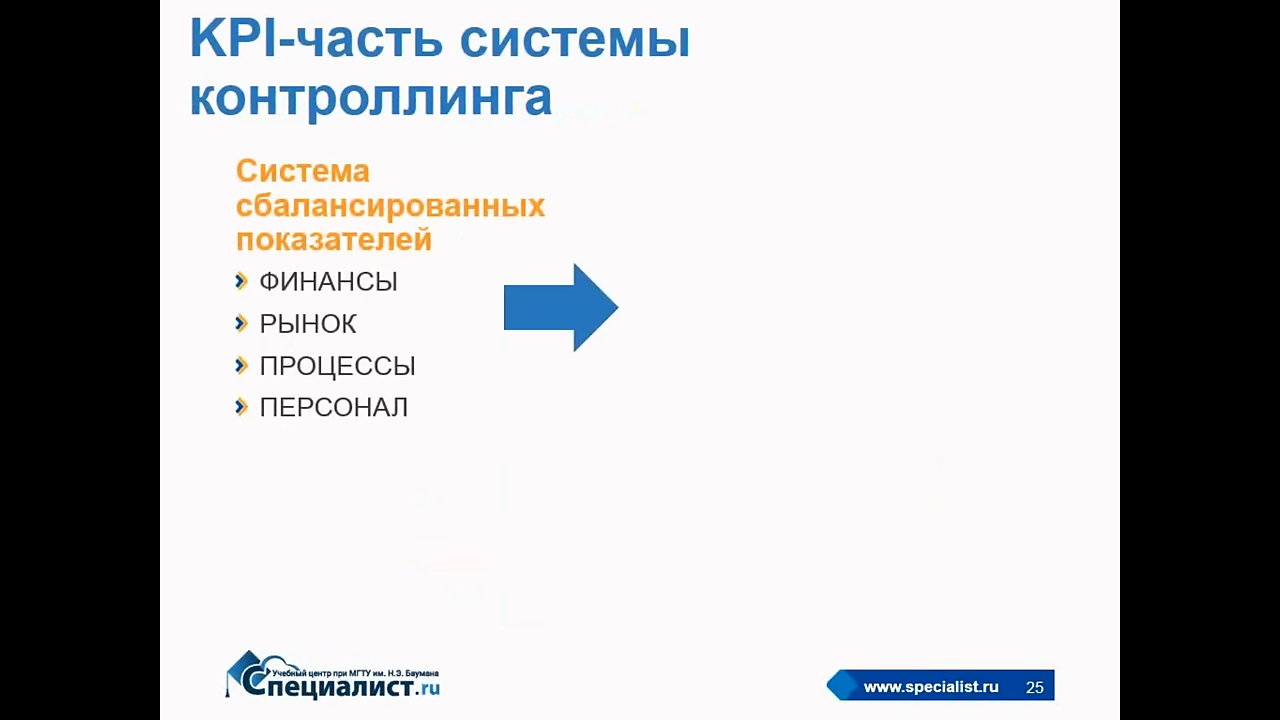 KPI-часть системы
контроллинга
Система
сбалансированных
показателей
ФИНАНСЫ
РЫНОК
ПРОЦЕССЫ
ПЕРСОНАЛ
Учебный центр при МГТУ им. Н.Э. Баумана
Специалист.ru
www.specialist.ru 25